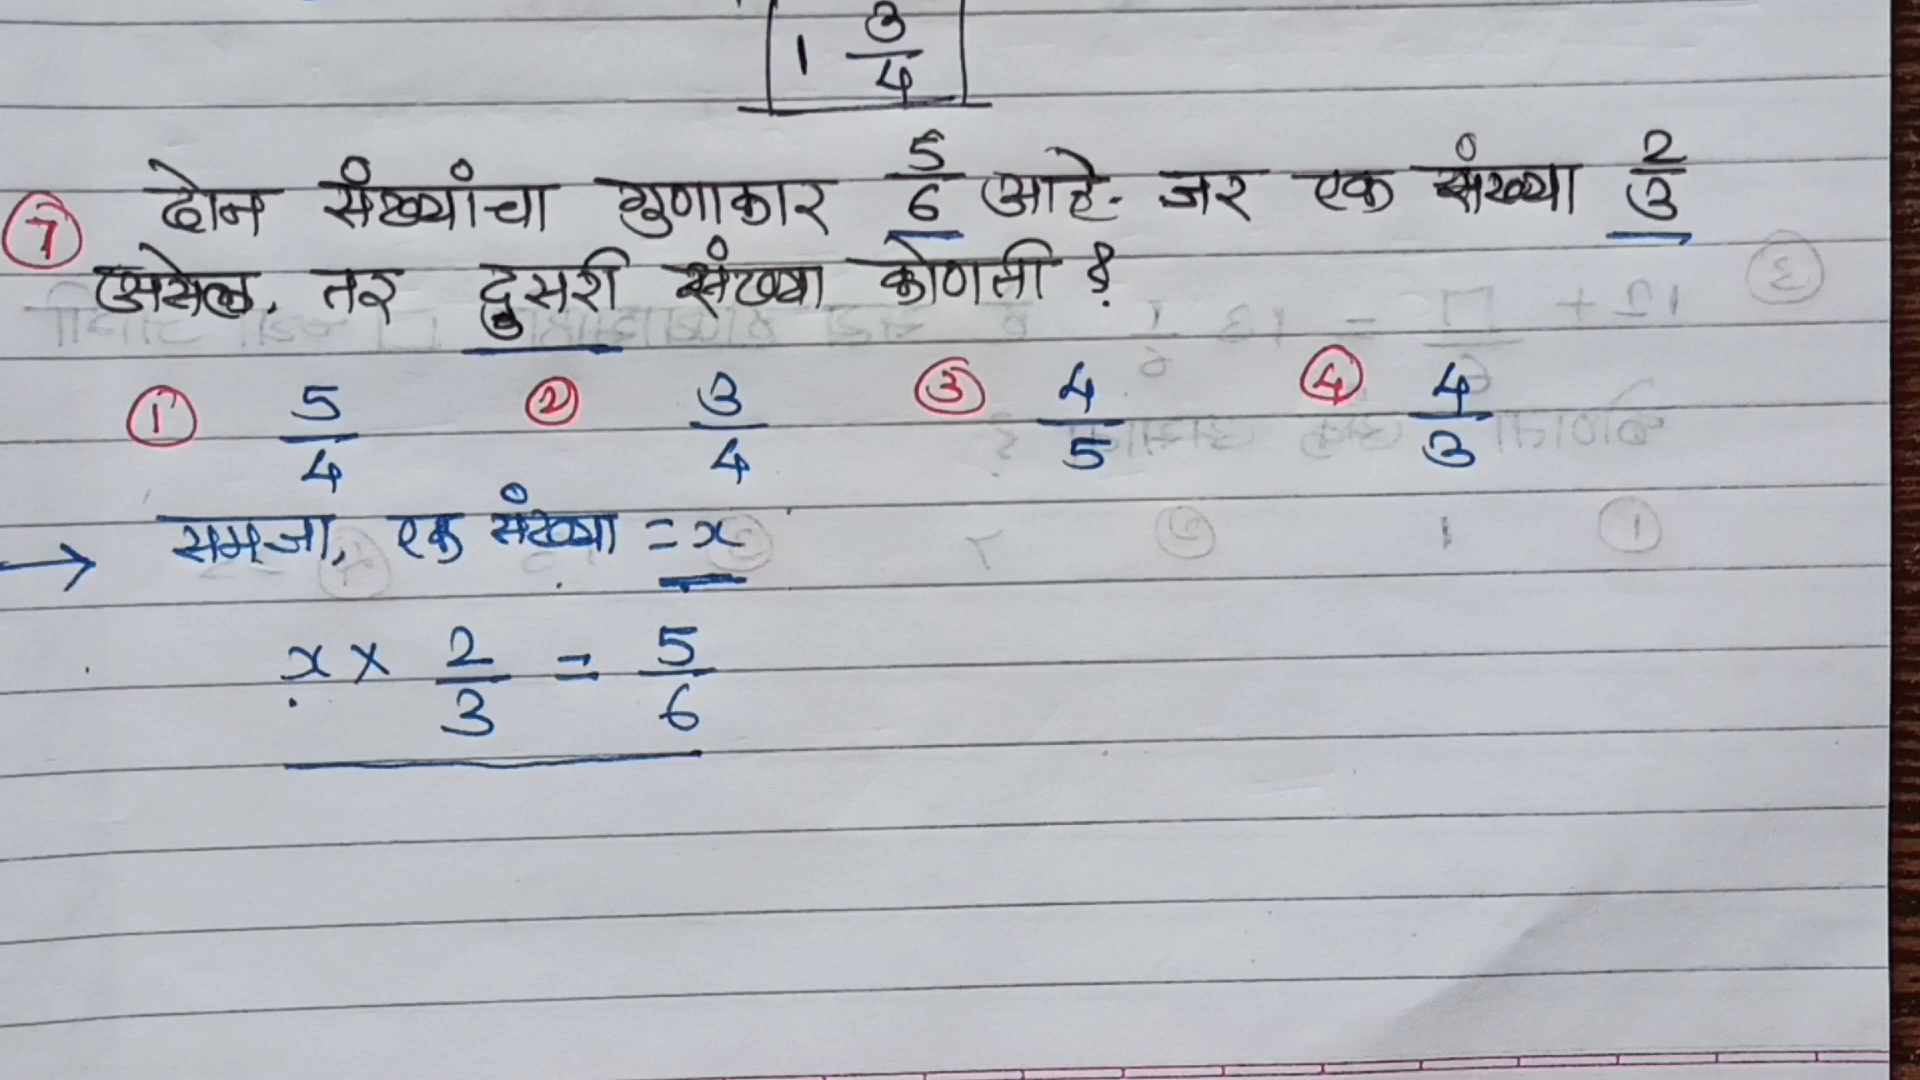 1 3/4
7 दोन संख्यांचा गुणाकार 5/6 आहे. जर एक संख्या 2/3
असेल, तर दुसरी संख्या कोणती ?
1 5/4 2 3/4 3 4/5 4 4/3
→ समजा, एक संख्या = x
x × 2/3 = 5/6